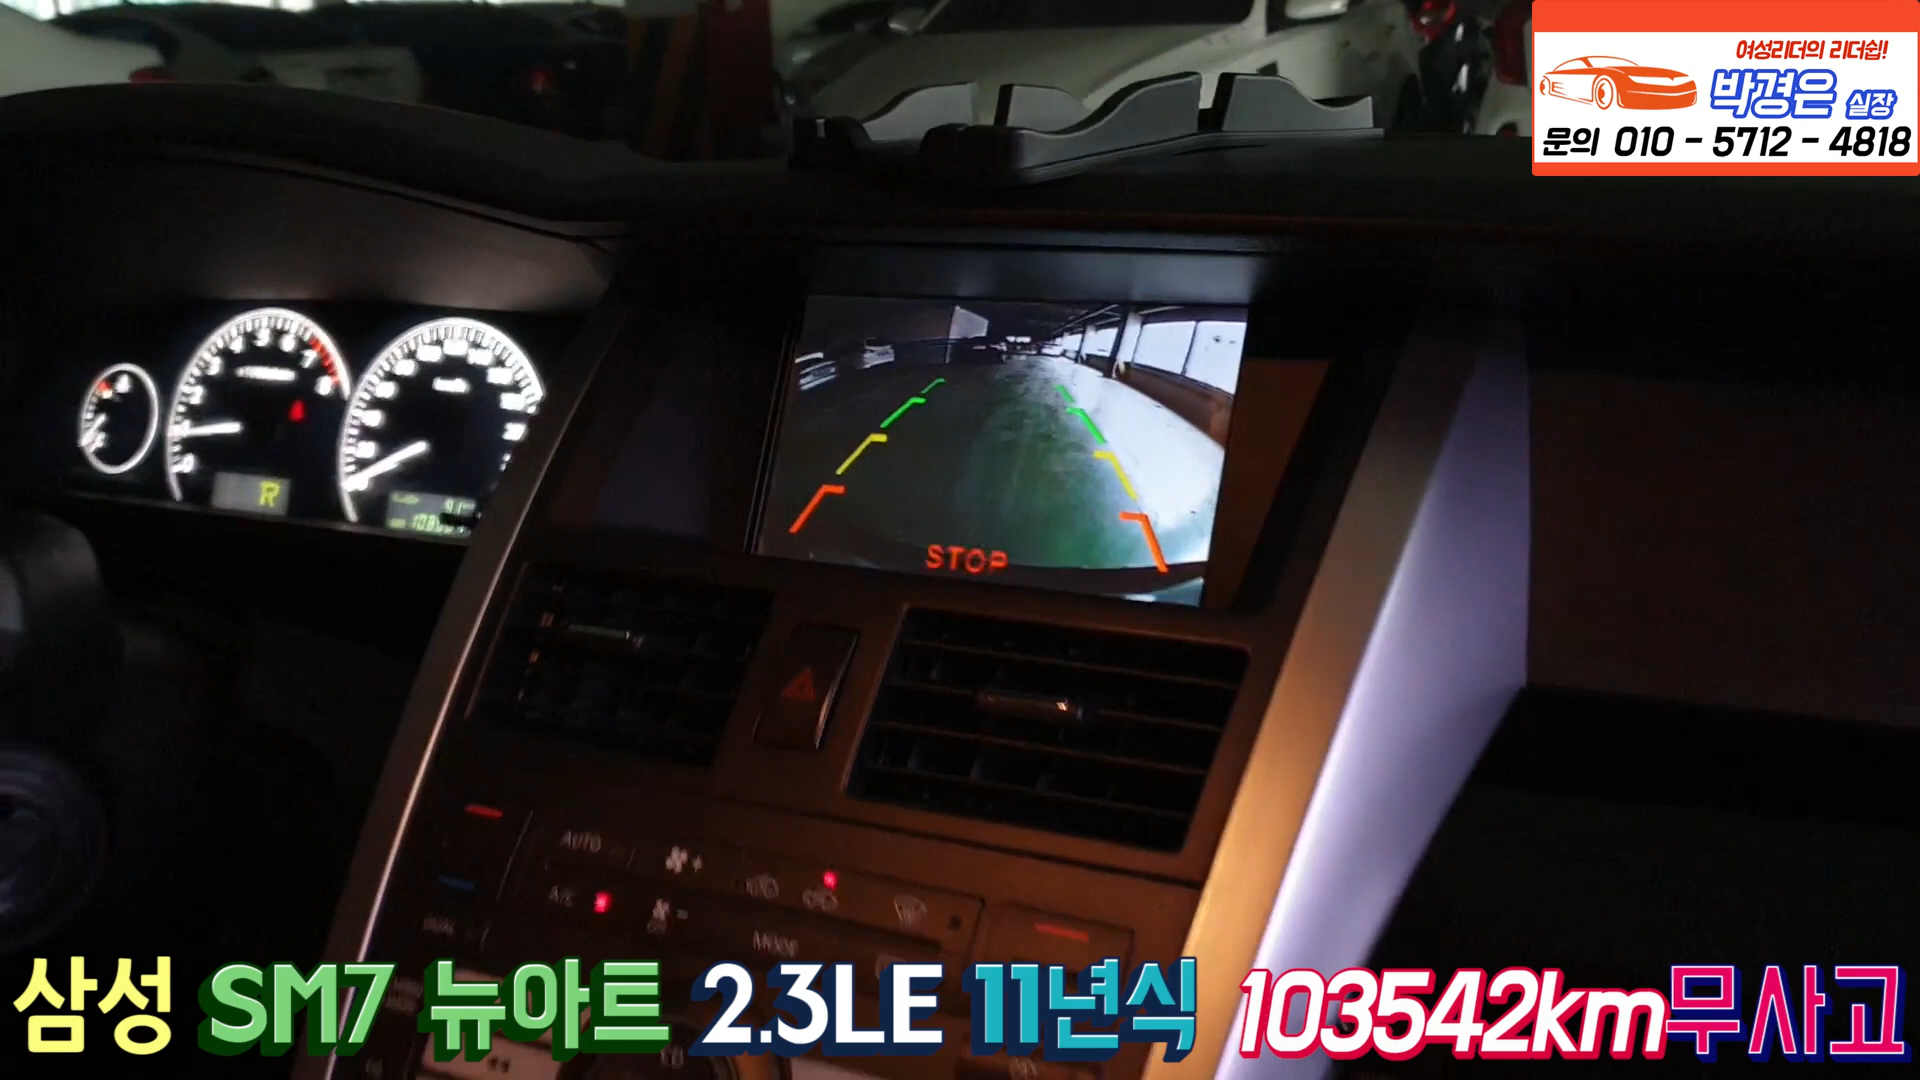 여성리더의 리더쉽!
박경은 실장
문의 010 - 5712 - 4818
R
STOP
AUTO
A/C
MODE
삼성 SM7 뉴아트 2.3LE 11년식 103542km무사고